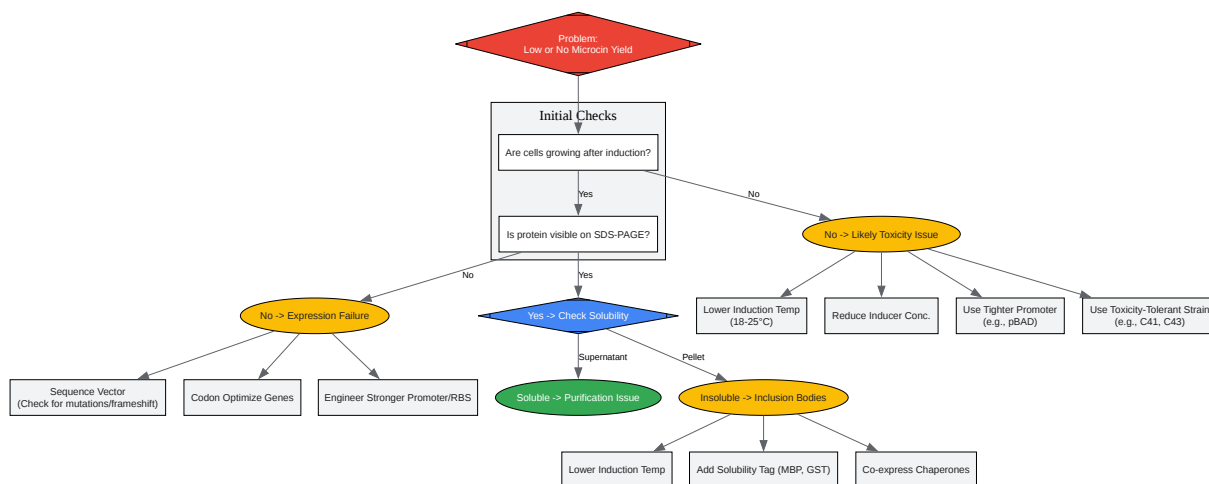 Problem:
Low or No Microcin Yield
Initial Checks
Are cells growing after induction?
Yes
No
Is protein visible on SDS-PAGE?
No -> Likely Toxicity Issue
No
Yes
Lower Induction Temp
(18-25°C)
Reduce Inducer Conc.
Use Tighter Promoter
(e.g., pBAD)
Use Toxicity-Tolerant Strain
(e.g., C41, C43)
No -> Expression Failure
Yes -> Check Solubility
Supernatant
Pellet
Sequence Vector
(Check for mutations/frameshift)
Codon Optimize Genes
Engineer Stronger Promoter/RBS
Soluble -> Purification Issue
Insoluble -> Inclusion Bodies
Lower Induction Temp
Add Solubility Tag (MBP, GST)
Co-express Chaperones